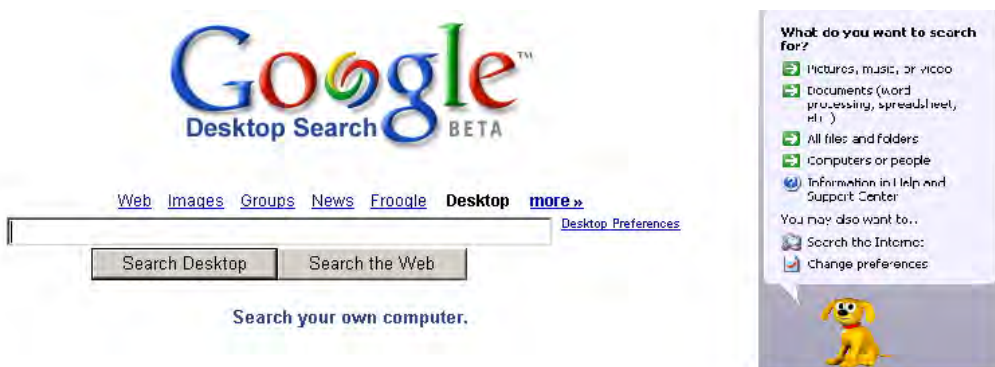 Google™
Desktop Search BETA
Web Images Groups News Froogle Desktop more »
Desktop Preferences
Search Desktop Search the Web
Search your own computer.
What do you want to search
for?
Pictures, music, or video
Documents (word
processing, spreadsheet,
etc.)
All files and folders
Computers or people
Information in Help and
Support Center
You may also want to...
Search the Internet
Change preferences